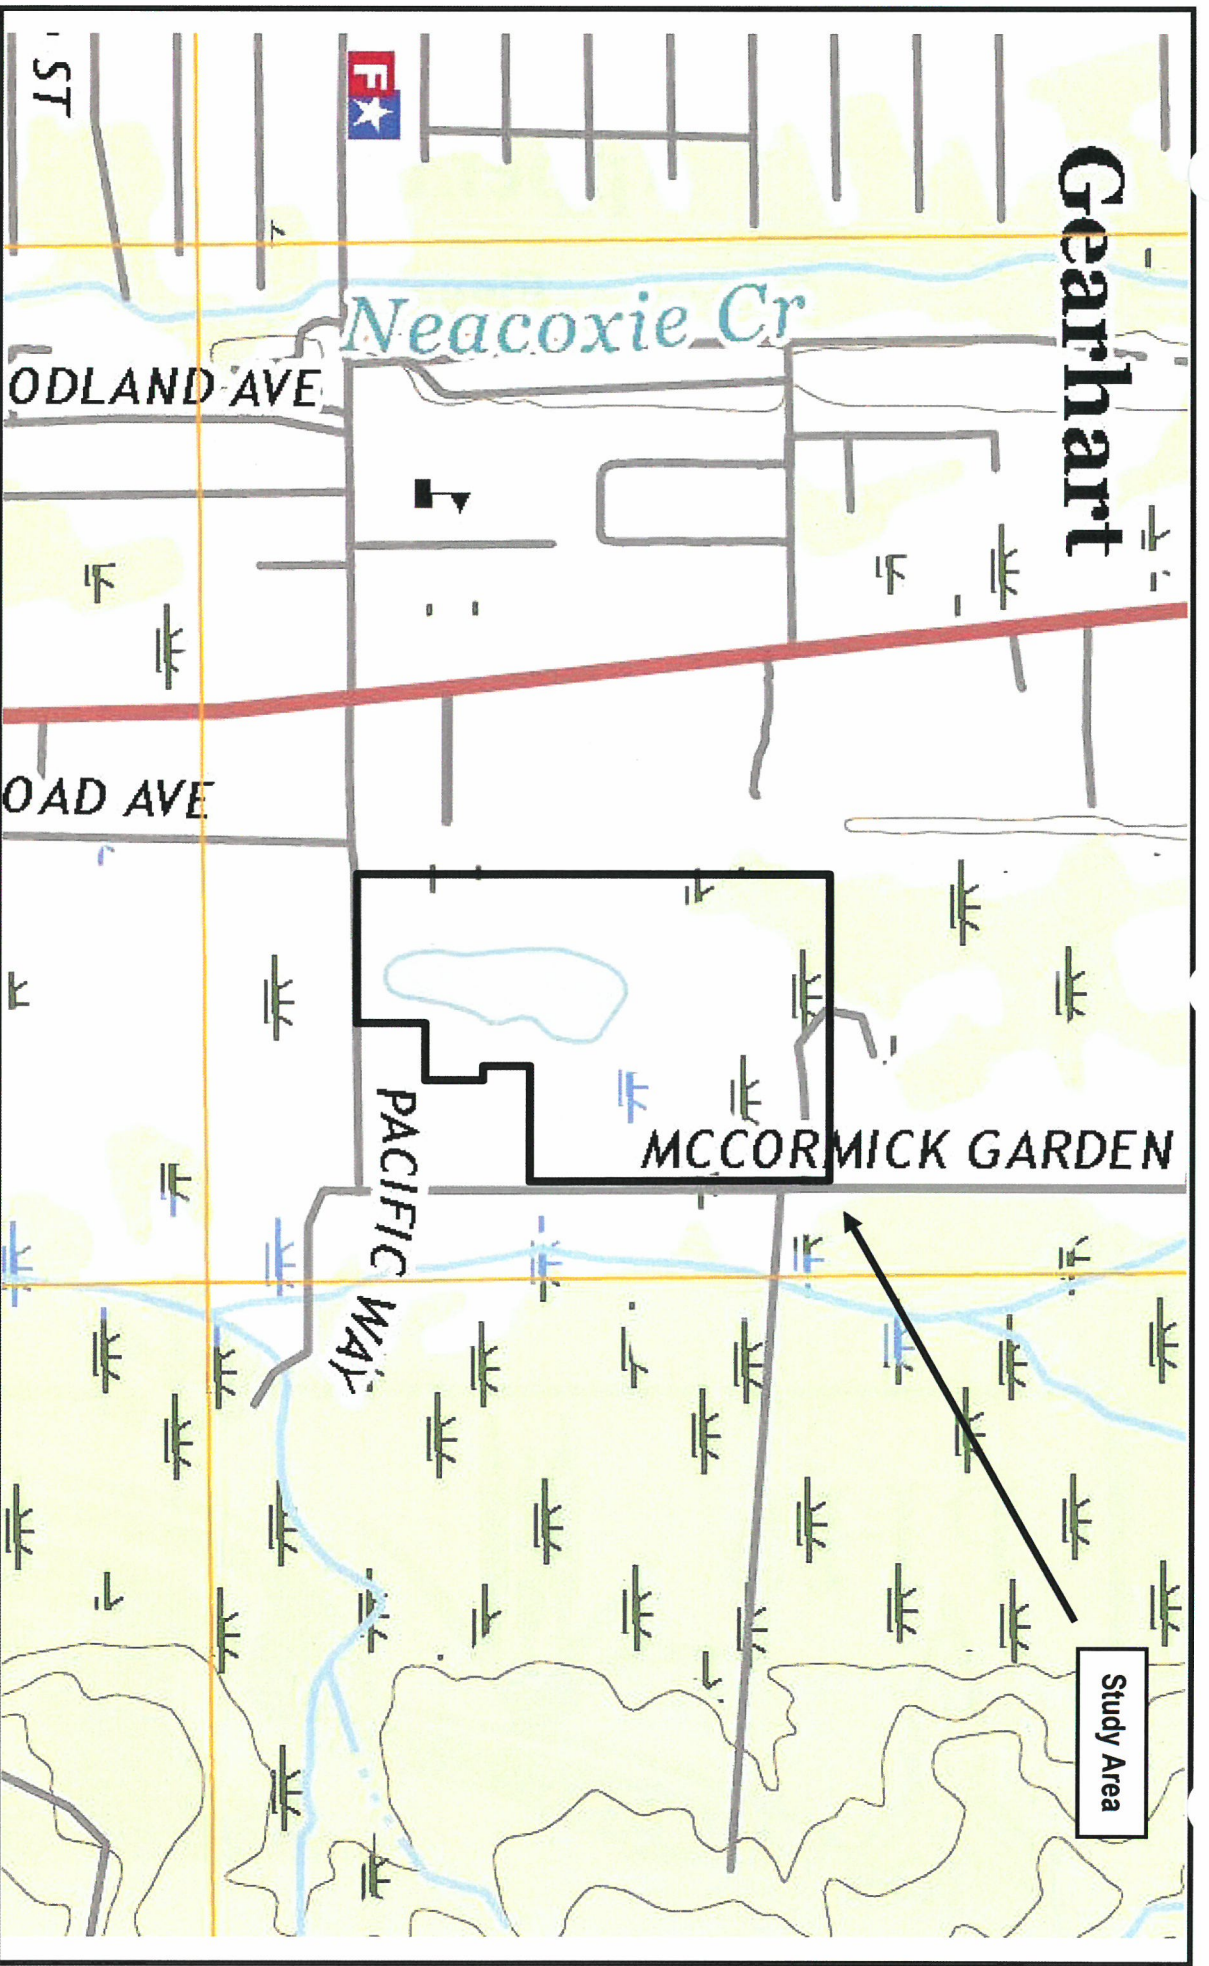 Gearhart
ST
F
Neacoxie Cr
ODLAND AVE
OAD AVE
MCCORMICK GARDEN
PACIFIC WAY
Study Area